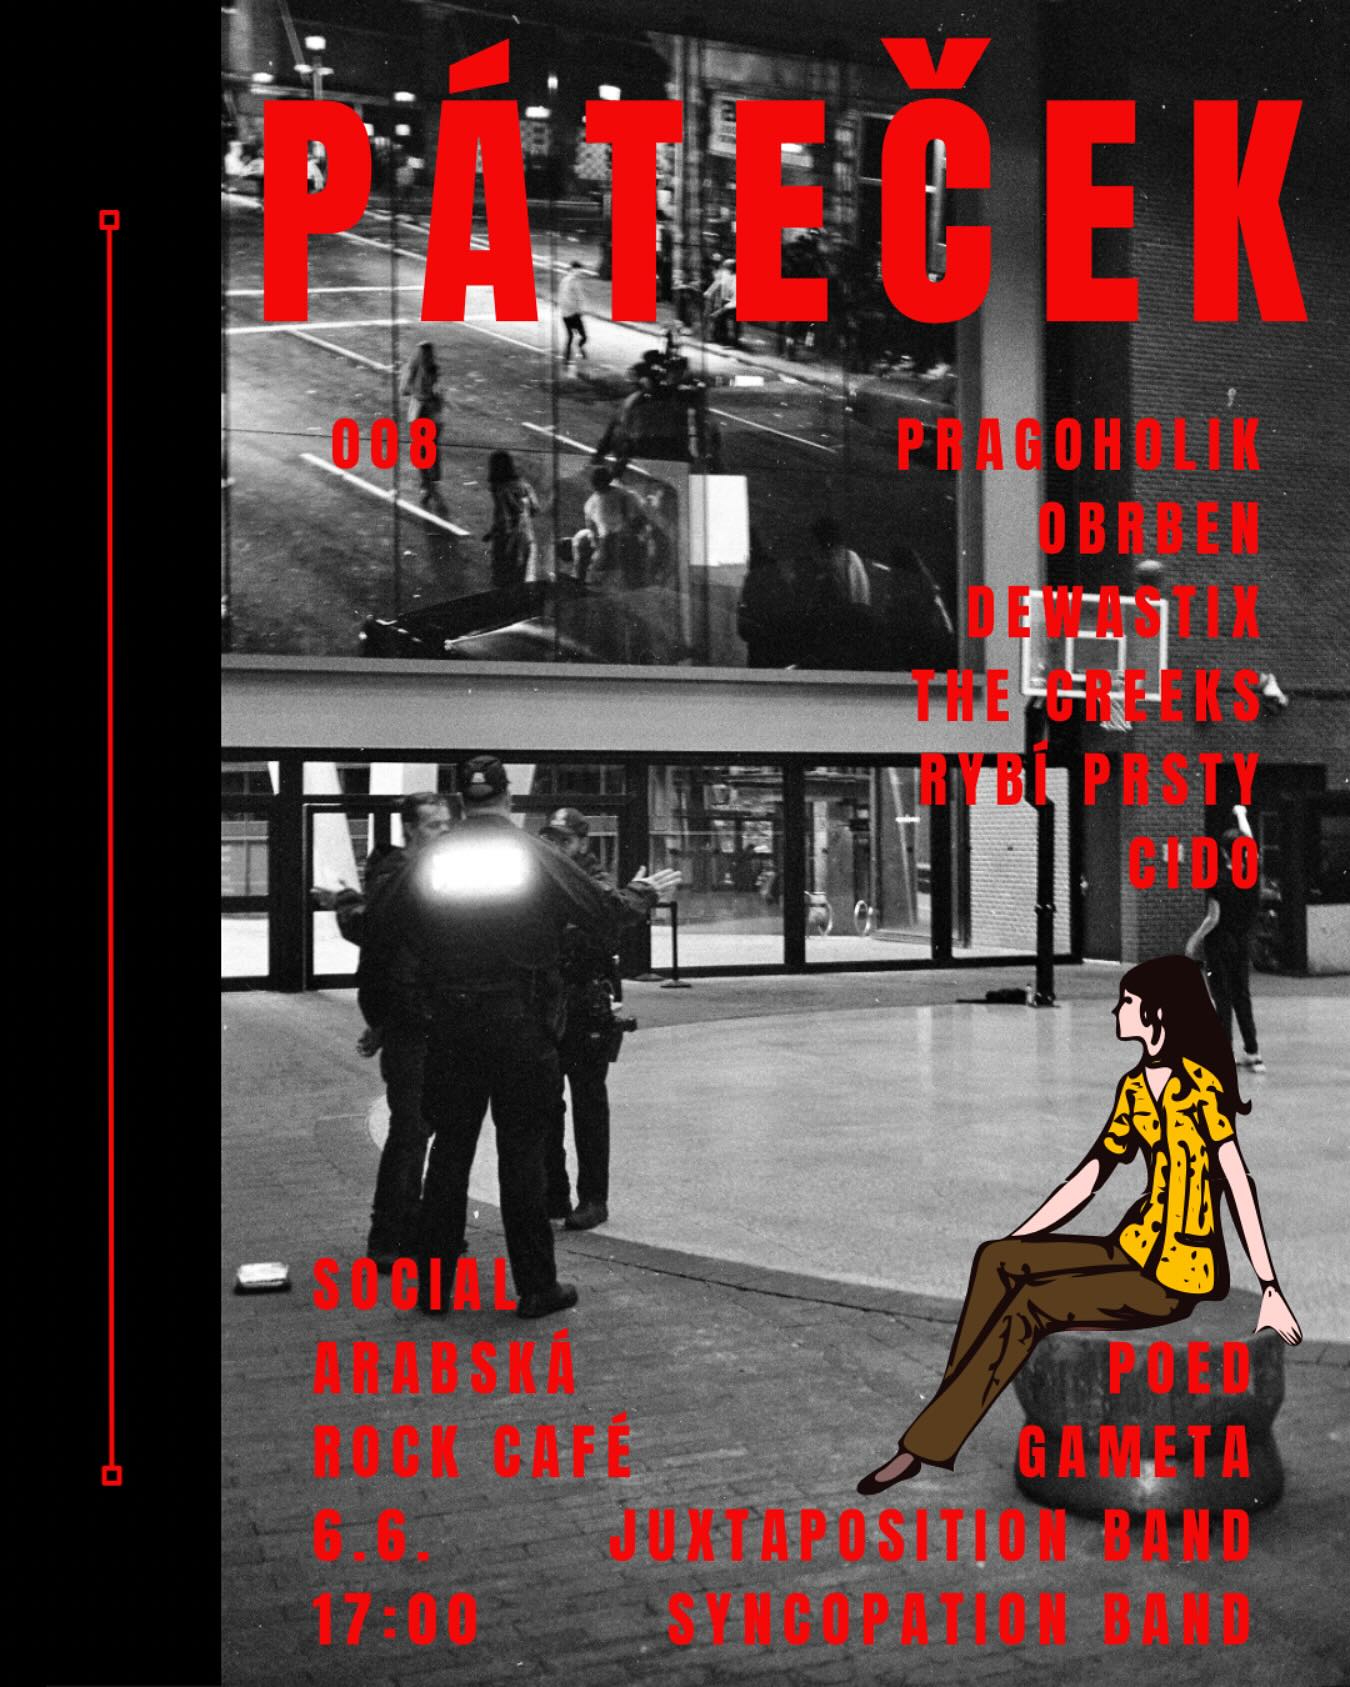 PÁTEČEK
008
PRAGOHOLIK
OBRBEN
DEWASTIX
THE CREEKS
RYBÍ PRSTY
CIDO
SOCIAL
ARABSKÁ
ROCK CAFÉ
6.6.
17:00
POED
GAMETA
JUXTAPOSITION BAND
SYNCOPATION BAND